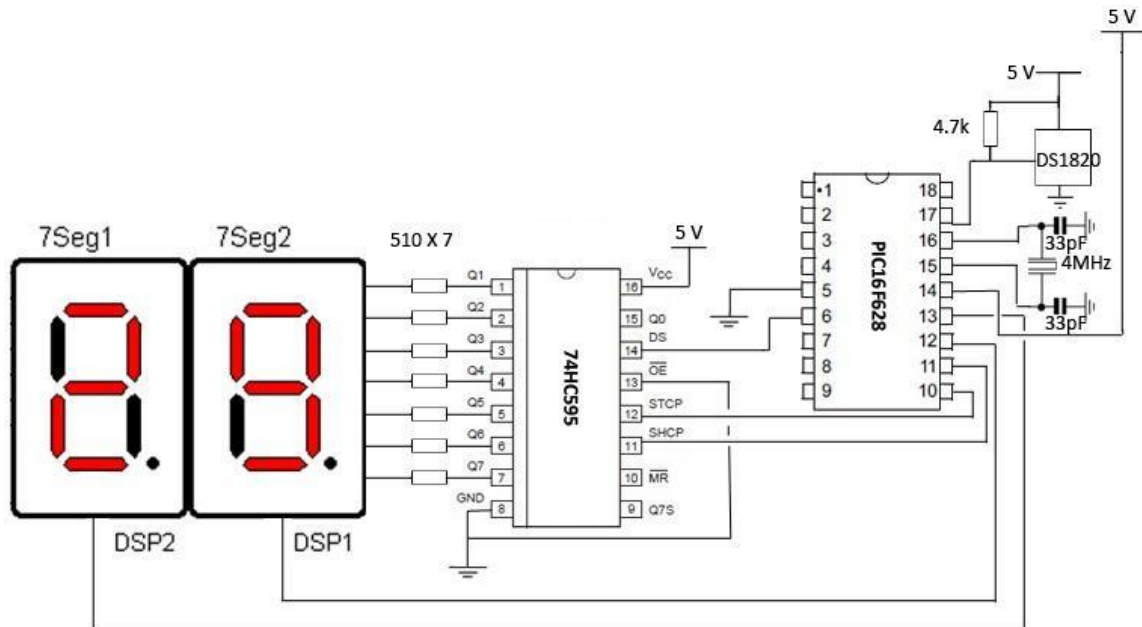 5 V
5 V
4.7k
DS1820
•1 18
2 17
3 16
4 15
5 14
6 13
7 12
8 11
9 10
PIC16F628
33pF
4MHz
33pF
7Seg1 7Seg2
510 X 7
5 V
Q1 1 16 Vcc
Q2 2 15 Q0
Q3 3 14 DS
Q4 4 13 OE
Q5 5 12 STCP
Q6 6 11 SHCP
Q7 7 10 MR
GND 8 9 Q7S
74HC595
DSP2 DSP1
29